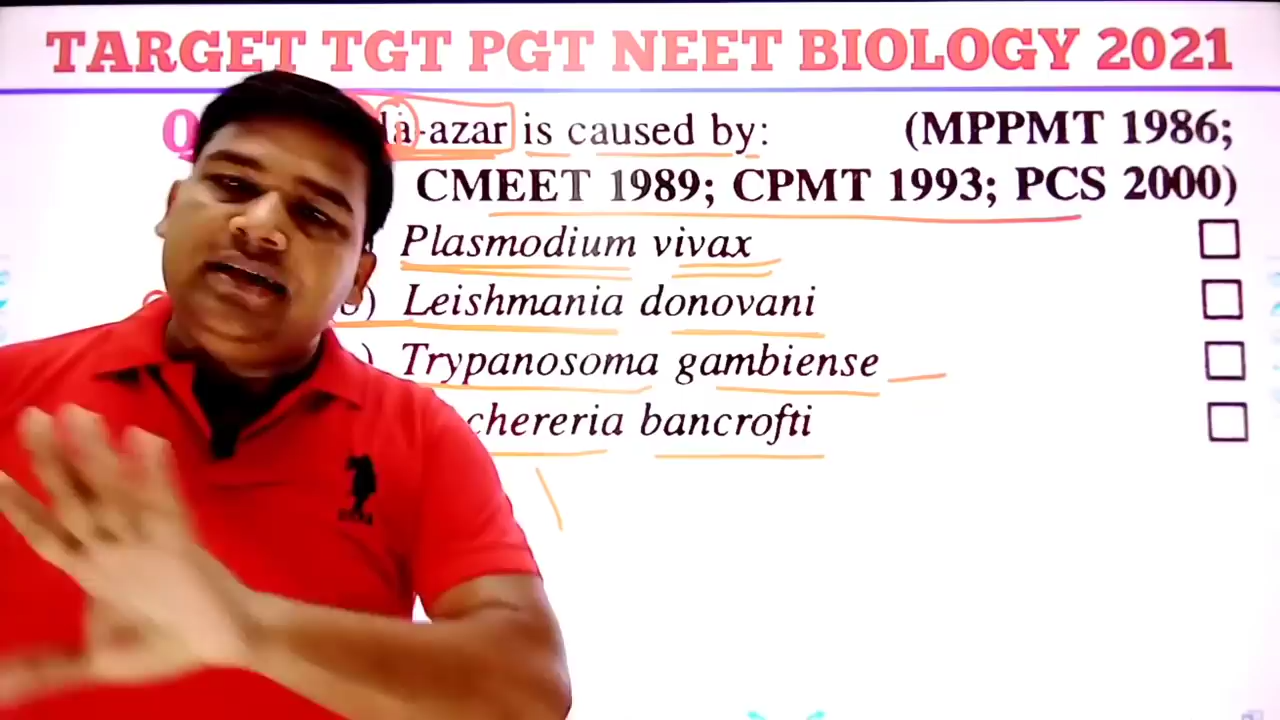 TARGET TGT PGT NEET BIOLOGY 2021
-azar is caused by: (MPPMT 1986;
CMEET 1989; CPMT 1993; PCS 2000)
Plasmodium vivax
Leishmania donovani
Trypanosoma gambiense
chereria bancrofti